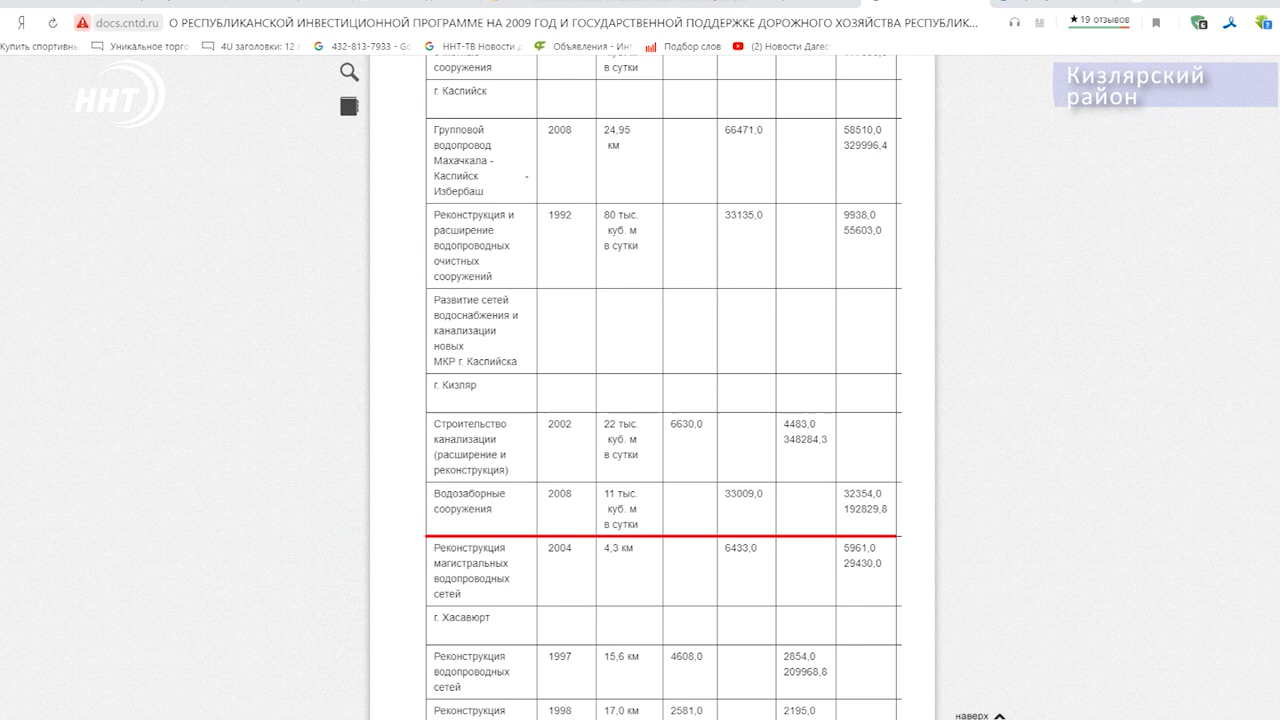 Я docs.cntd.ru О РЕСПУБЛИКАНСКОЙ ИНВЕСТИЦИОННОЙ ПРОГРАММЕ НА 2009 ГОД И ГОСУДАРСТВЕННОЙ ПОДДЕРЖКЕ ДОРОЖНОГО ХОЗЯЙСТВА РЕСПУБЛИК... ★ 19 отзывов
Купить спортивны Уникальное торго 4U заголовки: 12 432-813-7933 - Go ННТ-ТВ Новости Д Объявления - Инт Подбор слов (2) Новости Дагес
ННТ
Кизлярский
район
сооружения
в сутки
г. Каспийск
Групповой 2008 24,95 66471,0 58510,0
водопровод км 329996,4
Махачкала -
Каспийск -
Избербаш
Реконструкция и 1992 80 тыс. 33135,0 9938,0
расширение куб. м 55603,0
водопроводных в сутки
очистных
сооружений
Развитие сетей
водоснабжения и
канализации
новых
МКР г. Каспийска
г. Кизляр
Строительство 2002 22 тыс. 6630,0 4483,0
канализации куб. м 348284,3
(расширение и в сутки
реконструкция)
Водозаборные 2008 11 тыс. 33009,0 32354,0
сооружения куб. м 192829,8
в сутки
Реконструкция 2004 4,3 км 6433,0 5961,0
магистральных 29430,0
водопроводных
сетей
г. Хасавюрт
Реконструкция 1997 15,6 км 4608,0 2854,0
водопроводных 209968,8
сетей
Реконструкция 1998 17,0 км 2581,0 2195,0
наверх